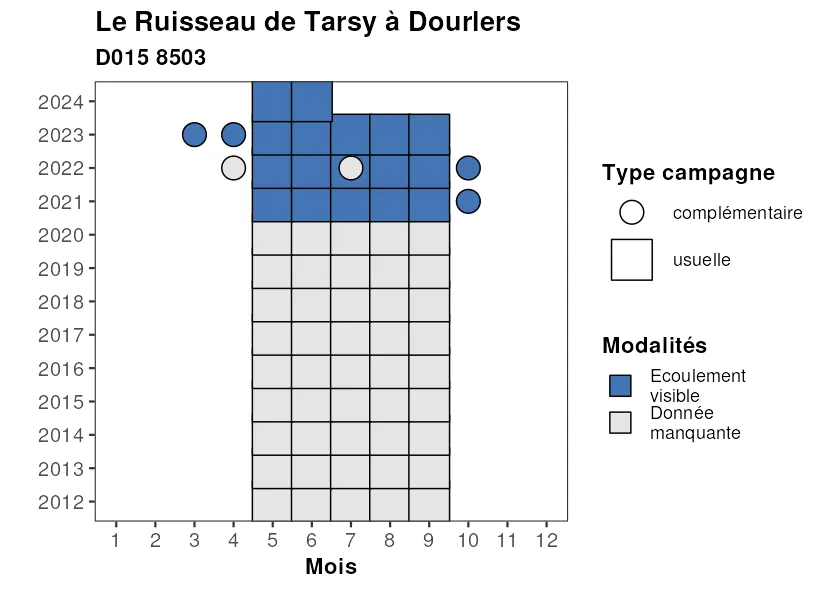 Le Ruisseau de Tarsy à Dourlers
D015 8503
2024
2023
2022
2021
2020
2019
2018
2017
2016
2015
2014
2013
2012
1 2 3 4 5 6 7 8 9 10 11 12
Mois
Type campagne
complémentaire
usuelle
Modalités
Ecoulement
visible
Donnée
manquante